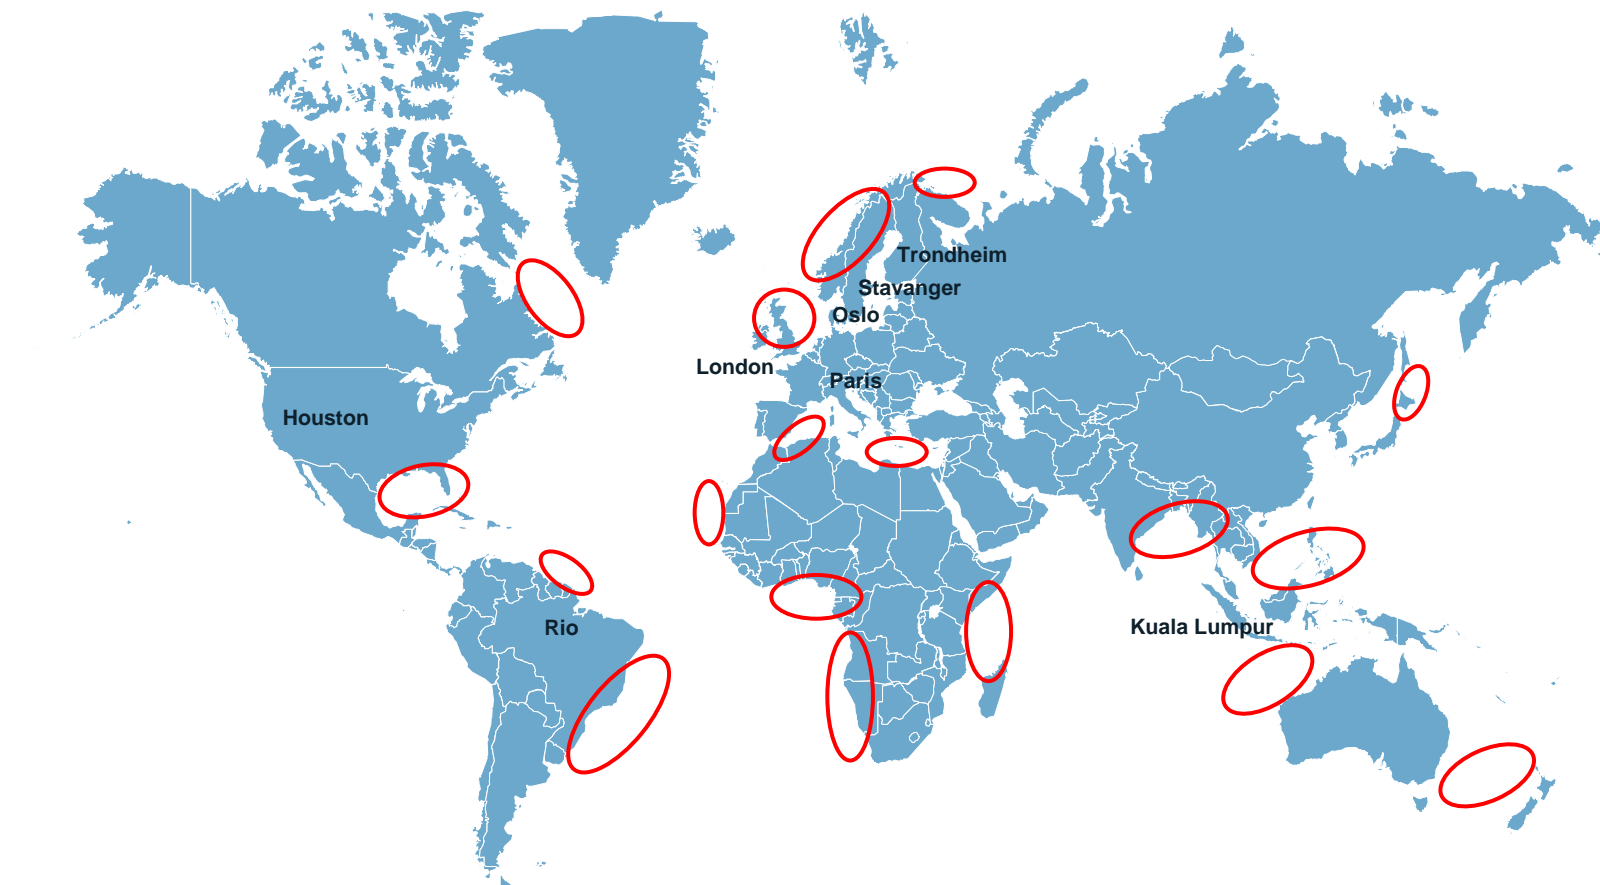 Trondheim
Stavanger
Oslo
London
Paris
Houston
Rio
Kuala Lumpur